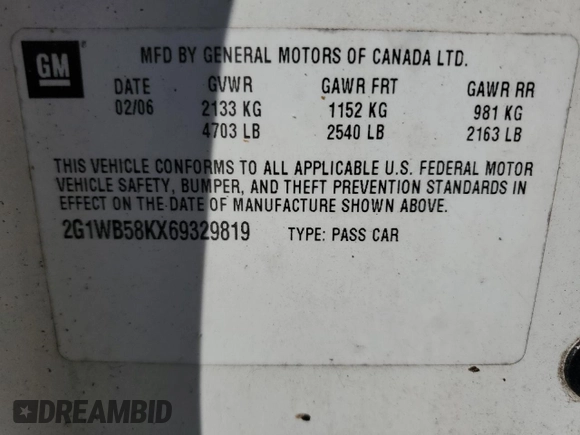 GM
MFD BY GENERAL MOTORS OF CANADA LTD.
DATE GVWR GAWR FRT GAWR RR
02/06 2133 KG 1152 KG 981 KG
4703 LB 2540 LB 2163 LB
THIS VEHICLE CONFORMS TO ALL APPLICABLE U.S. FEDERAL MOTOR
VEHICLE SAFETY, BUMPER, AND THEFT PREVENTION STANDARDS IN
EFFECT ON THE DATE OF MANUFACTURE SHOWN ABOVE.
2G1WB58KX69329819 TYPE: PASS CAR
DREAMBID